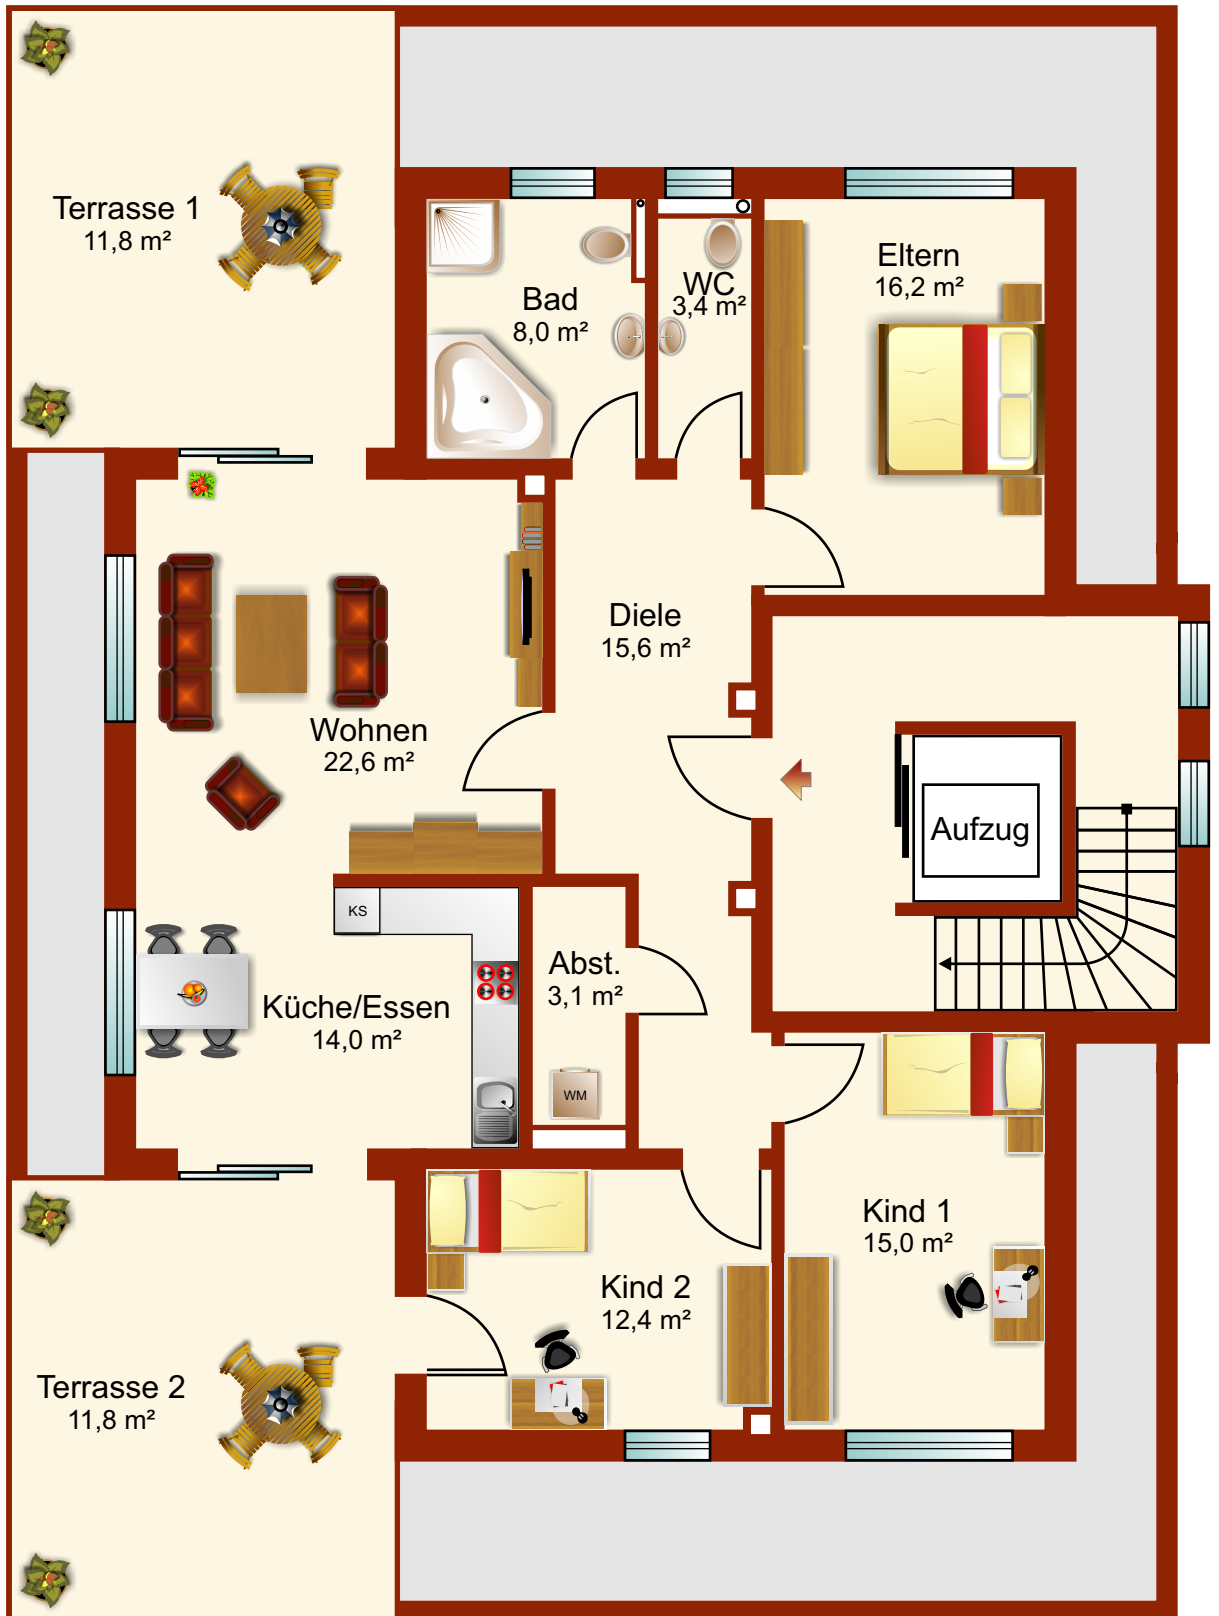 Terrasse 1
11,8 m²
Bad
8,0 m²
WC
3,4 m²
Eltern
16,2 m²
Diele
15,6 m²
Wohnen
22,6 m²
Aufzug
KS
Küche/Essen
14,0 m²
Abst.
3,1 m²
WM
Kind 1
15,0 m²
Kind 2
12,4 m²
Terrasse 2
11,8 m²